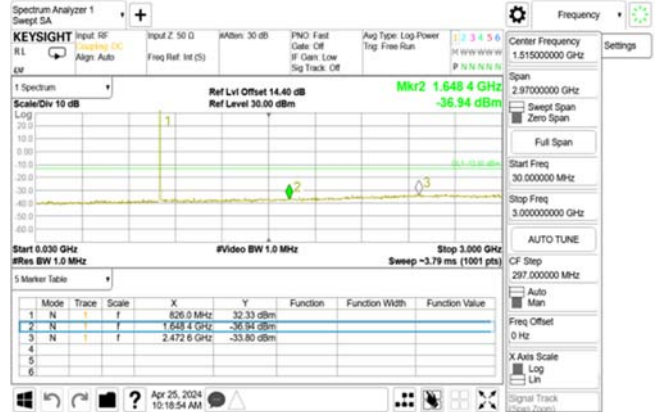 Spectrum Analyzer 1
Swept SA
Frequency
KEYSIGHT
Input: RF
Input Z: 50 Ω
#Atten: 30 dB
PNO: Fast
Avg Type: Log-Power
1 2 3 4 5 6
R L
Coupling: DC
Align: Auto
Freq Ref: Int (S)
Gate: Off
IF Gain: Low
Sig Track: Off
Trig: Free Run
M W W W W W
P N N N N N
Center Frequency
1.515000000 GHz
Settings
1 Spectrum
Ref Lvl Offset 14.40 dB
Mkr2 1.648 4 GHz
Scale/Div 10 dB
Ref Level 30.00 dBm
-36.94 dBm
Log
20.0
10.0
0.00
-10.0
-20.0
-30.0
-40.0
-50.0
-60.0
1
2
3
Start 0.030 GHz
#Video BW 1.0 MHz
Stop 3.000 GHz
#Res BW 1.0 MHz
Sweep ~3.79 ms (1001 pts)
Span
2.97000000 GHz
Swept Span
Zero Span
Full Span
Start Freq
30.000000 MHz
Stop Freq
3.000000000 GHz
AUTO TUNE
CF Step
297.000000 MHz
Auto
Man
Freq Offset
0 Hz
X Axis Scale
Log
Lin
Signal Track
(Span Zoom)
5 Marker Table
Mode Trace Scale X Y Function Function Width Function Value
1 N 1 f 826.0 MHz 32.33 dBm
2 N 1 f 1.648 4 GHz -36.94 dBm
3 N 1 f 2.472 6 GHz -33.80 dBm
4
5
6
Apr 25, 2024
10:18:54 AM